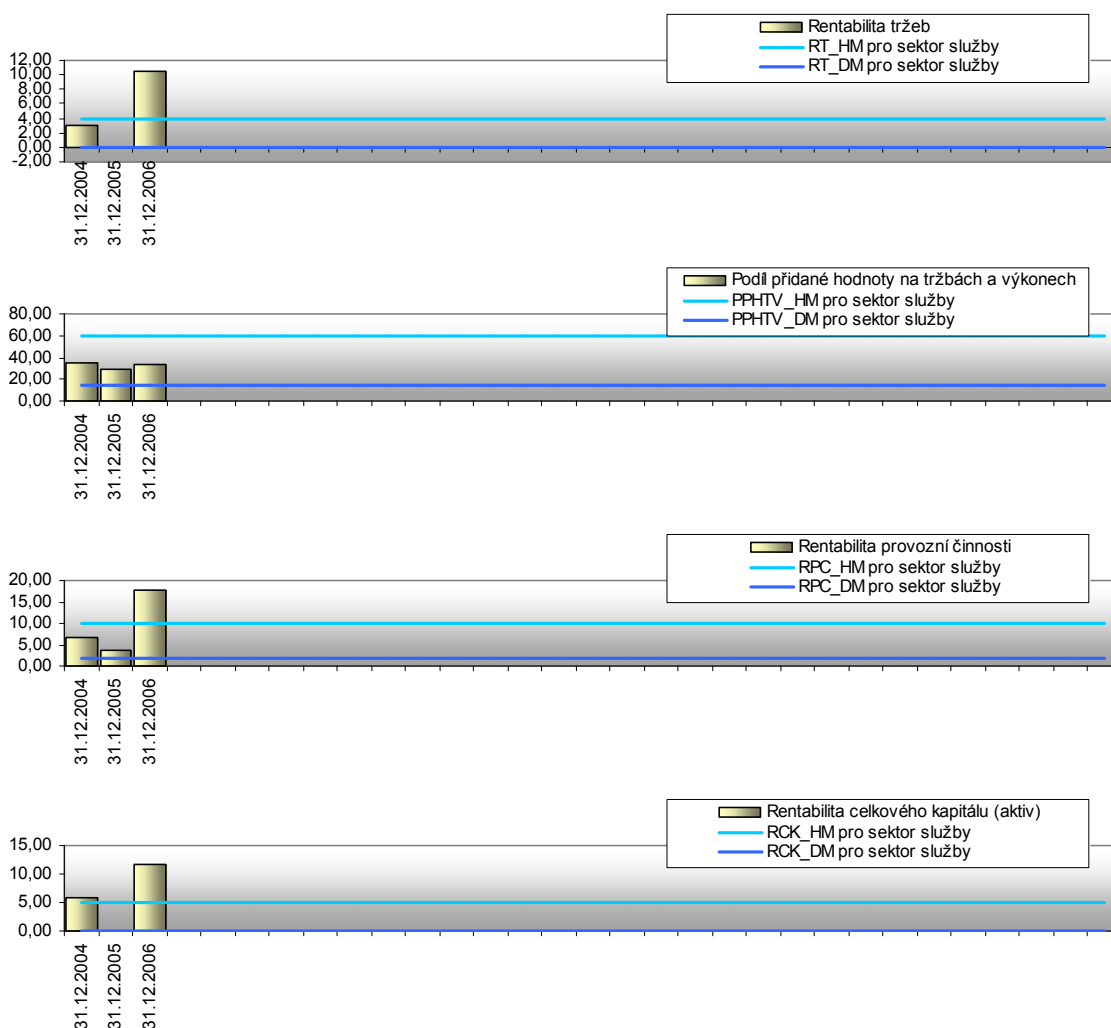 Rentabilita tržeb
RT_HM pro sektor služby
RT_DM pro sektor služby
12,00
10,00
8,00
6,00
4,00
2,00
0,00
-2,00
31.12.2004
31.12.2005
31.12.2006
Podíl přidané hodnoty na tržbách a výkonech
PPHTV_HM pro sektor služby
PPHTV_DM pro sektor služby
80,00
60,00
40,00
20,00
0,00
31.12.2004
31.12.2005
31.12.2006
Rentabilita provozní činnosti
RPC_HM pro sektor služby
RPC_DM pro sektor služby
20,00
15,00
10,00
5,00
0,00
31.12.2004
31.12.2005
31.12.2006
Rentabilita celkového kapitálu (aktiv)
RCK_HM pro sektor služby
RCK_DM pro sektor služby
15,00
10,00
5,00
0,00
31.12.2004
31.12.2005
31.12.2006